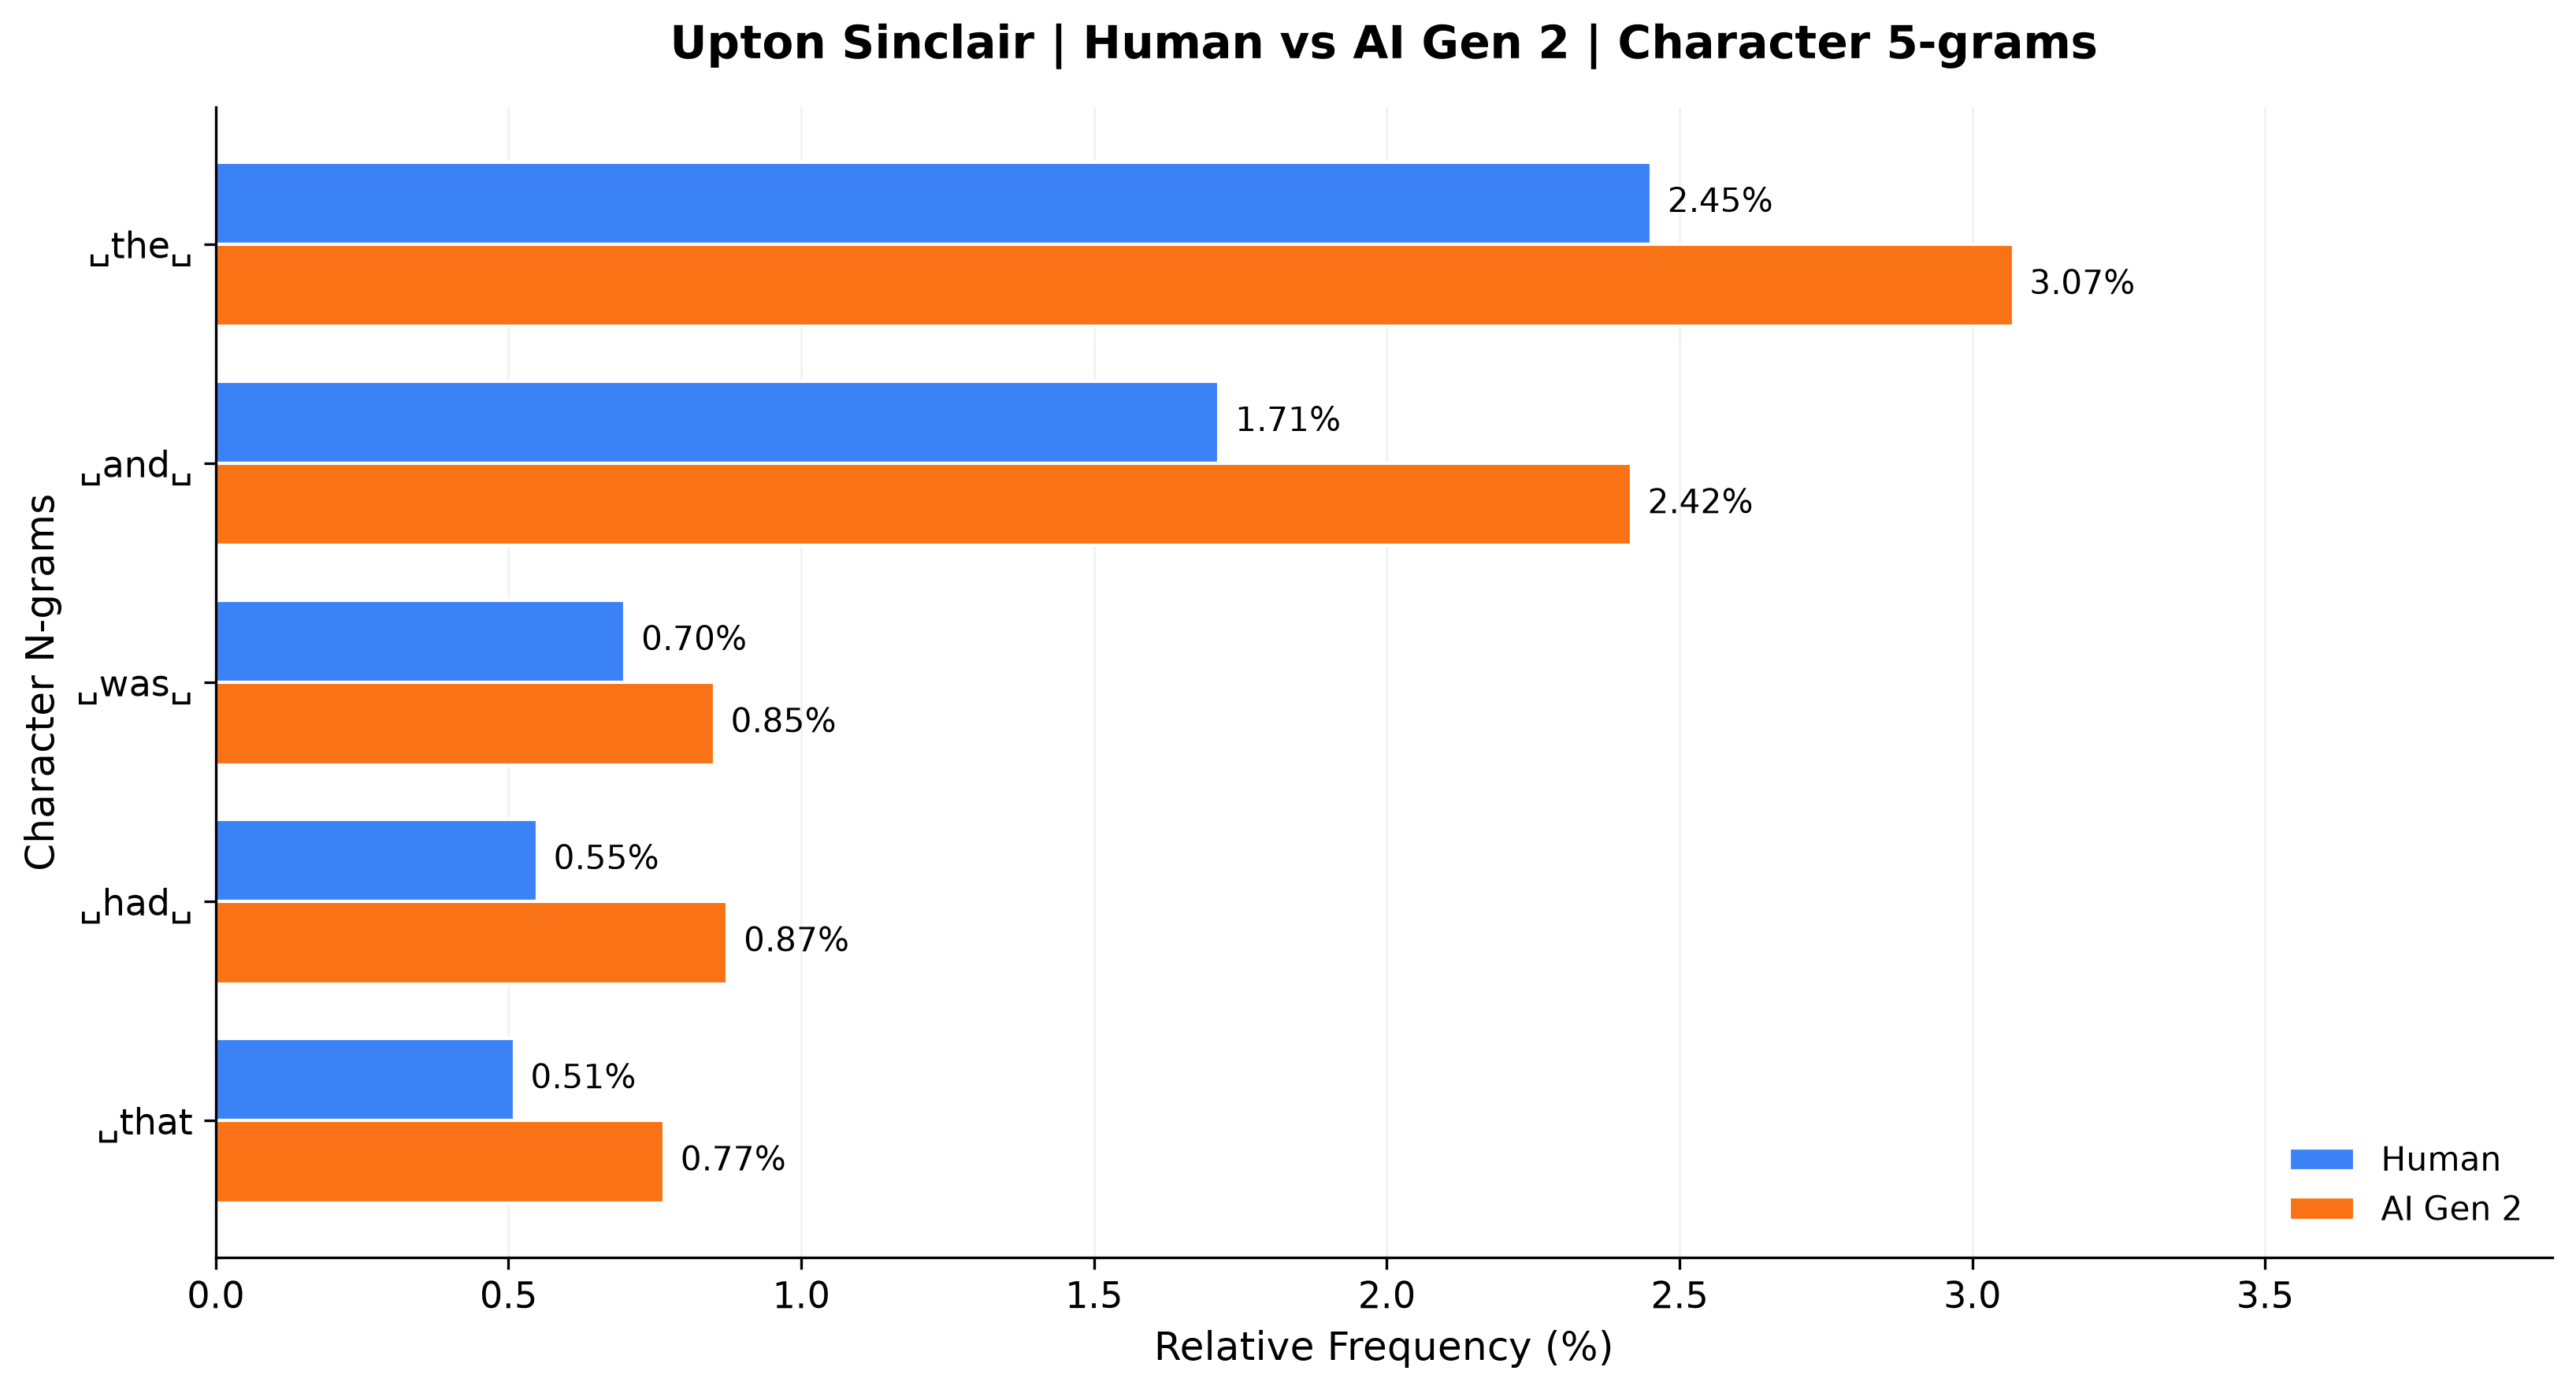 Upton Sinclair | Human vs AI Gen 2 | Character 5-grams
Character N-grams
␣the␣
2.45%
3.07%
␣and␣
1.71%
2.42%
␣was␣
0.70%
0.85%
␣had␣
0.55%
0.87%
␣that
0.51%
0.77%
Human
AI Gen 2
0.0 0.5 1.0 1.5 2.0 2.5 3.0 3.5
Relative Frequency (%)